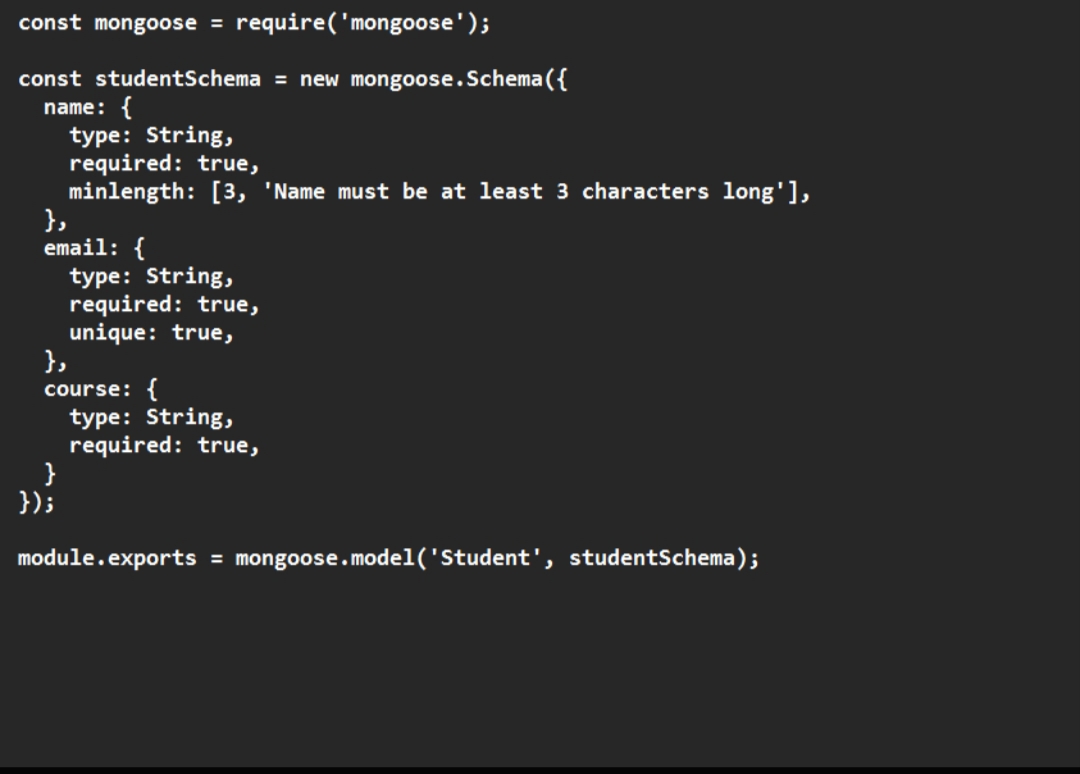 const mongoose = require('mongoose');

const studentSchema = new mongoose.Schema({
  name: {
    type: String,
    required: true,
    minlength: [3, 'Name must be at least 3 characters long'],
  },
  email: {
    type: String,
    required: true,
    unique: true,
  },
  course: {
    type: String,
    required: true,
  }
});

module.exports = mongoose.model('Student', studentSchema);